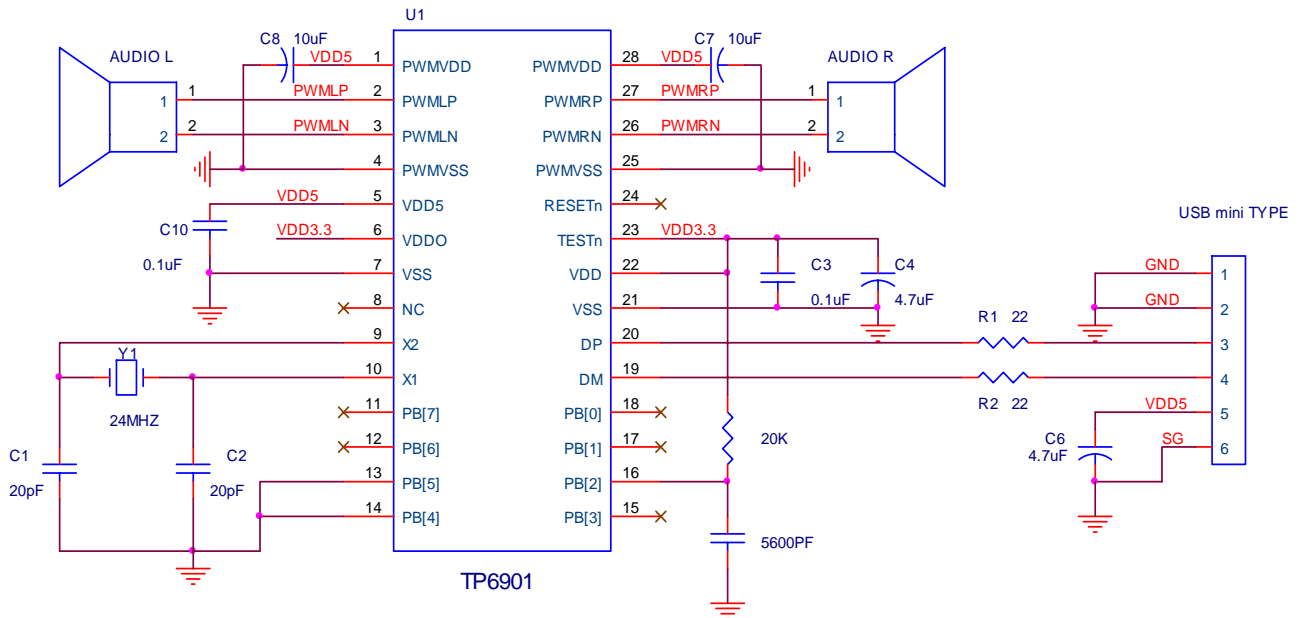 U1
C8 10uF
C7 10uF
AUDIO L
AUDIO R
VDD5 1 PWMVDD
PWMVDD 28 VDD5
1 1 PWMLP 2 PWMLP
PWMRP 27 PWMRP 1 1
2 2 PWMLN 3 PWMLN
PWMRN 26 PWMRN 2 2
4 PWMVSS
PWMVSS 25
VDD5 5 VDD5
RESETn 24
C10
0.1uF
VDD3.3 6 VDDO
TESTn 23 VDD3.3
7 VSS
VDD 22
C3
0.1uF
C4
4.7uF
8 NC
VSS 21
9 X2
DP 20
R1 22
Y1
24MHZ
10 X1
DM 19
R2 22
11 PB[7]
PB[0] 18
12 PB[6]
PB[1] 17
20K
C1
20pF
C2
20pF
13 PB[5]
PB[2] 16
14 PB[4]
PB[3] 15
5600PF
TP6901
USB mini TYPE
GND 1
GND 2
3
4
VDD5 5
SG 6
C6
4.7uF